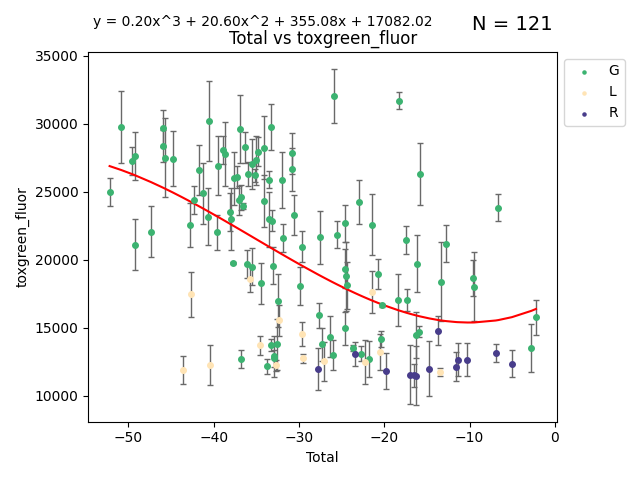 y = 0.20x^3 + 20.60x^2 + 355.08x + 17082.02
N = 121
Total vs toxgreen_fluor
35000
30000
25000
20000
15000
10000
toxgreen_fluor
−50
−40
−30
−20
−10
0
Total
G
L
R